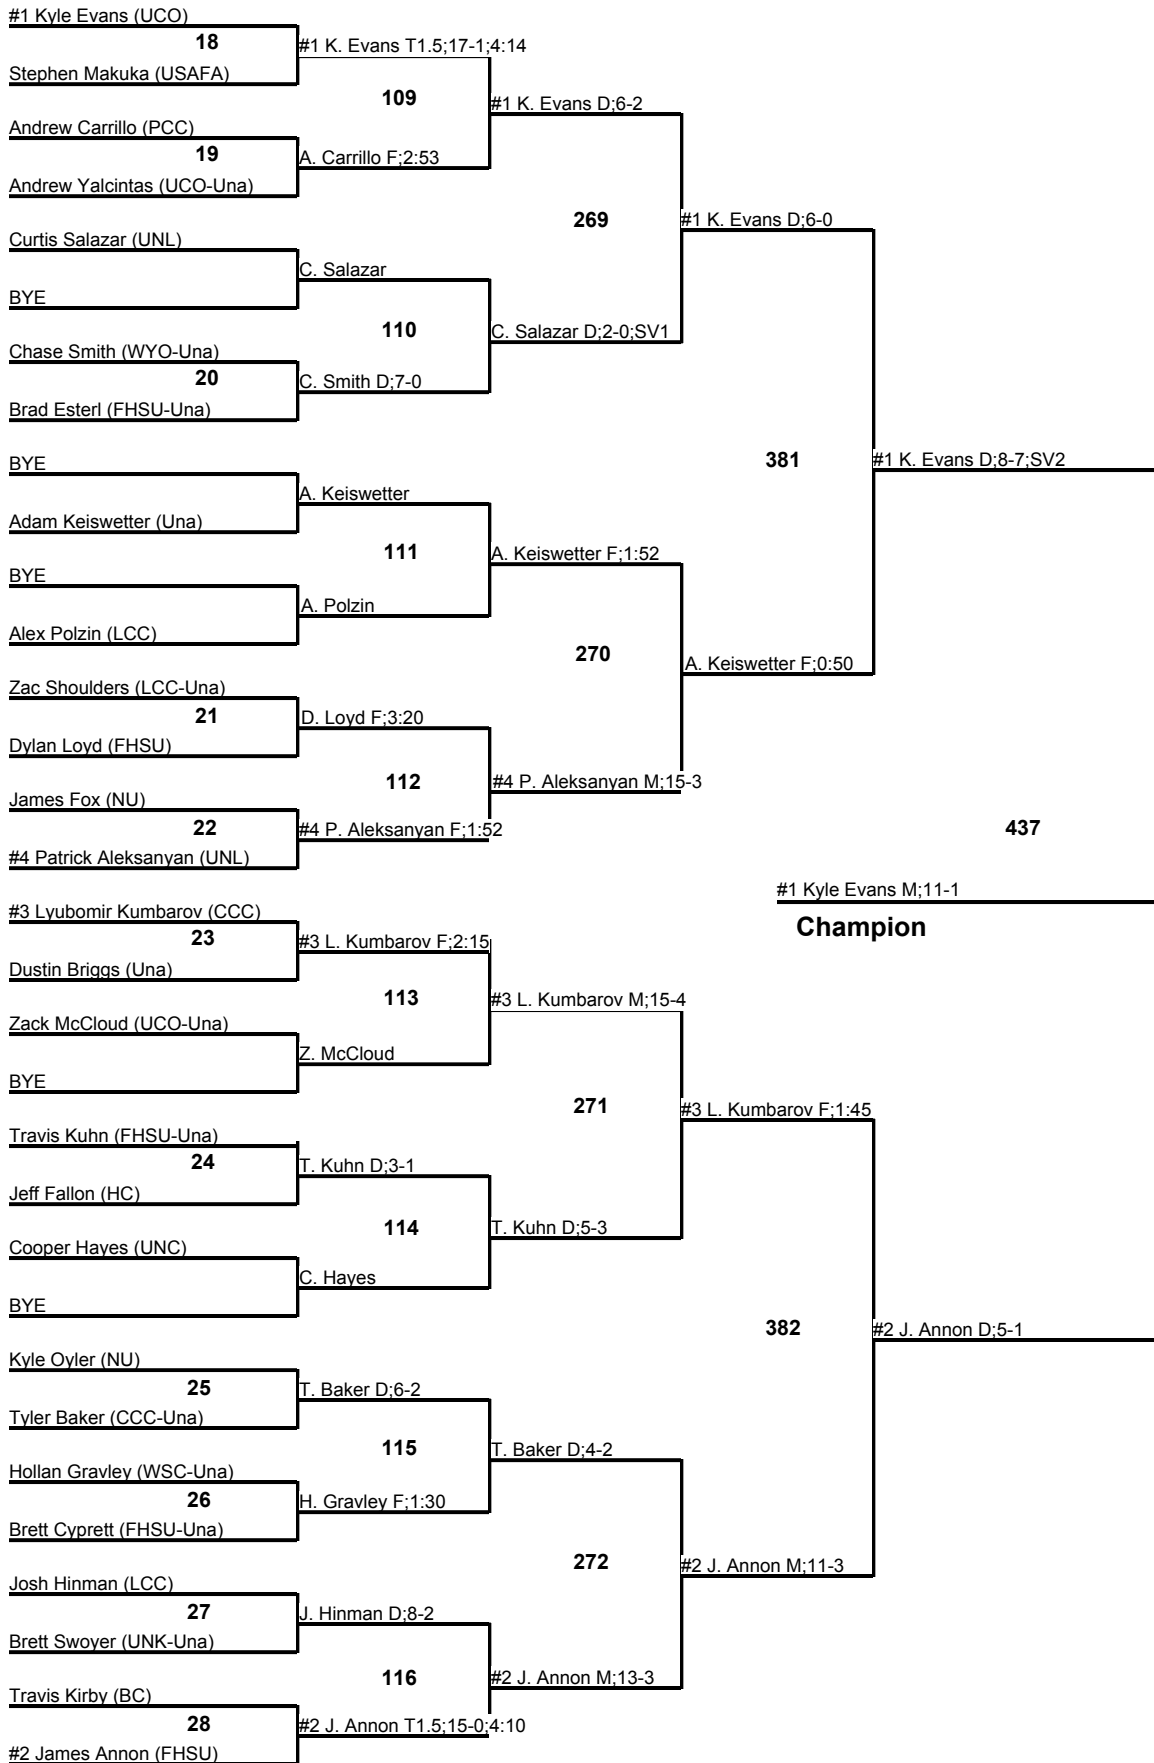 #1 Kyle Evans (UCO)
18
#1 K. Evans T1.5;17-1;4:14
Stephen Makuka (USAFA)
109
#1 K. Evans D;6-2
Andrew Carrillo (PCC)
19
A. Carrillo F;2:53
Andrew Yalcintas (UCO-Una)
269
#1 K. Evans D;6-0
Curtis Salazar (UNL)
C. Salazar
BYE
110
C. Salazar D;2-0;SV1
Chase Smith (WYO-Una)
20
C. Smith D;7-0
Brad Esterl (FHSU-Una)
381
#1 K. Evans D;8-7;SV2
BYE
A. Keiswetter
Adam Keiswetter (Una)
111
A. Keiswetter F;1:52
BYE
A. Polzin
Alex Polzin (LCC)
270
A. Keiswetter F;0:50
Zac Shoulders (LCC-Una)
21
D. Loyd F;3:20
Dylan Loyd (FHSU)
112
#4 P. Aleksanyan M;15-3
James Fox (NU)
22
#4 P. Aleksanyan F;1:52
#4 Patrick Aleksanyan (UNL)
437
#1 Kyle Evans M;11-1
Champion
#3 Lyubomir Kumbarov (CCC)
23
#3 L. Kumbarov F;2:15
Dustin Briggs (Una)
113
#3 L. Kumbarov M;15-4
Zack McCloud (UCO-Una)
Z. McCloud
BYE
271
#3 L. Kumbarov F;1:45
Travis Kuhn (FHSU-Una)
24
T. Kuhn D;3-1
Jeff Fallon (HC)
114
T. Kuhn D;5-3
Cooper Hayes (UNC)
C. Hayes
BYE
382
#2 J. Annon D;5-1
Kyle Oyler (NU)
25
T. Baker D;6-2
Tyler Baker (CCC-Una)
115
T. Baker D;4-2
Hollan Gravley (WSC-Una)
26
H. Gravley F;1:30
Brett Cyprett (FHSU-Una)
272
#2 J. Annon M;11-3
Josh Hinman (LCC)
27
J. Hinman D;8-2
Brett Swoyer (UNK-Una)
116
#2 J. Annon M;13-3
Travis Kirby (BC)
28
#2 J. Annon T1.5;15-0;4:10
#2 James Annon (FHSU)